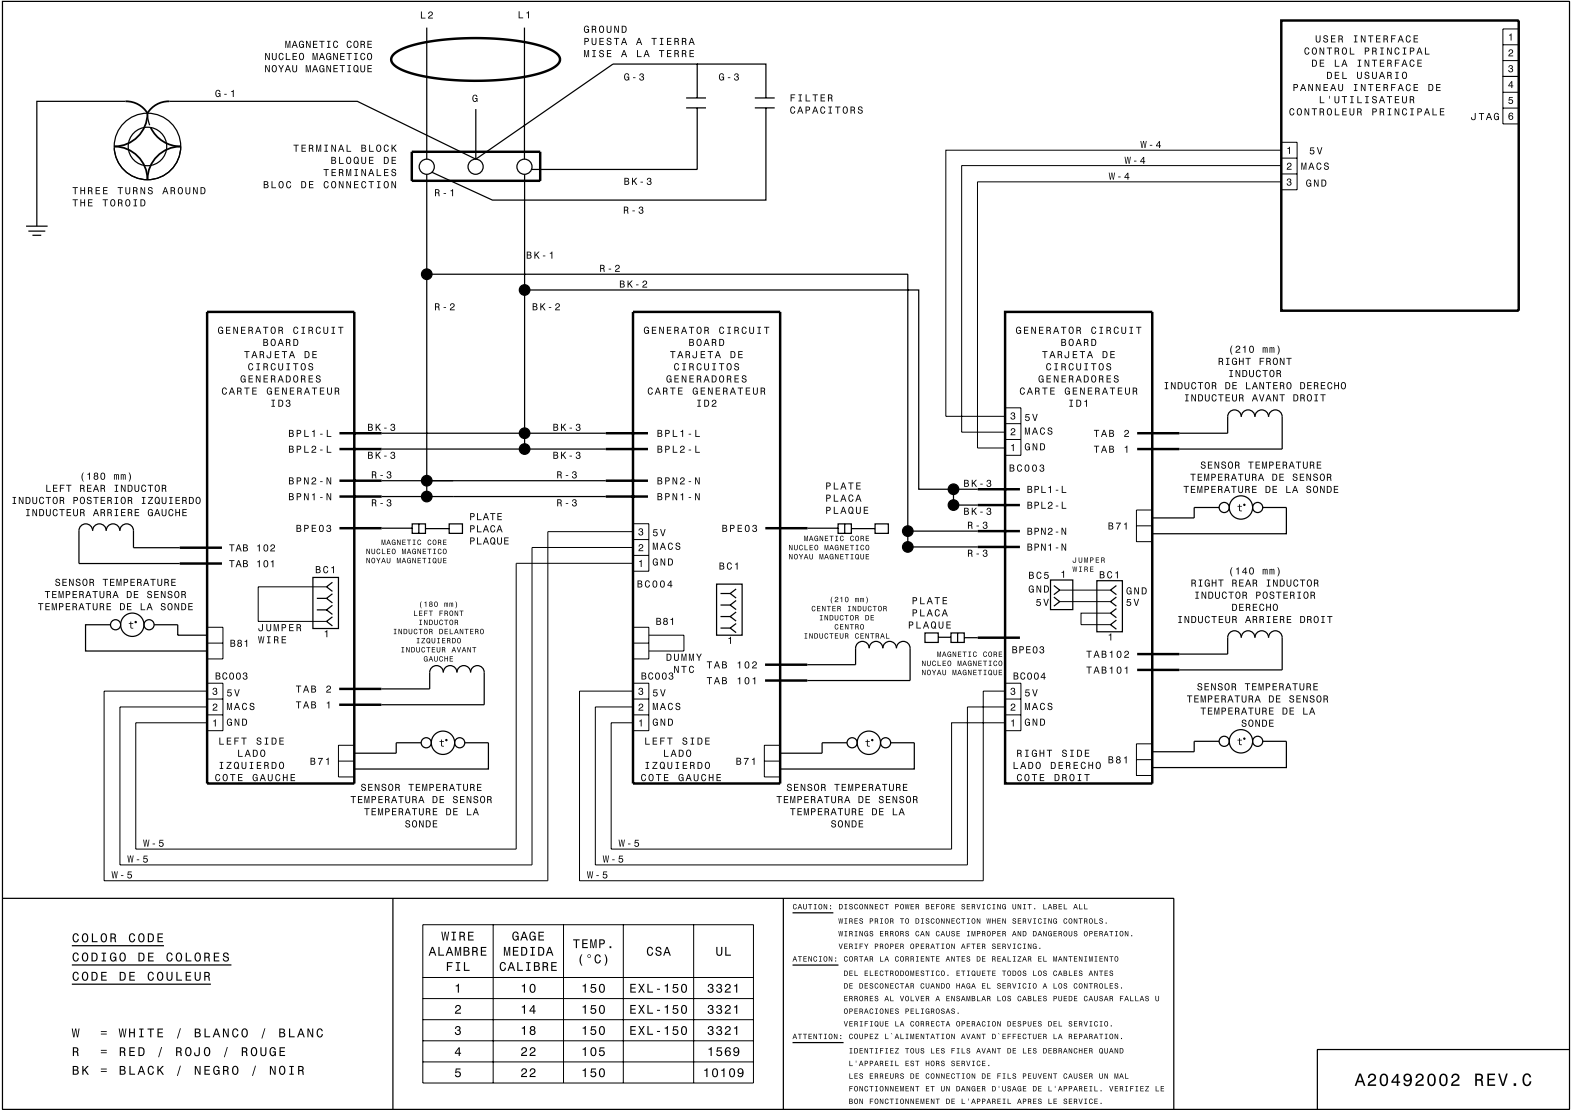 L2
L1
MAGNETIC CORE
NUCLEO MAGNETICO
NOYAU MAGNETIQUE
GROUND
PUESTA A TIERRA
MISE A LA TERRE
G-3
G-3
G-1
G
FILTER
CAPACITORS
TERMINAL BLOCK
BLOQUE DE
TERMINALES
BLOC DE CONNECTION
THREE TURNS AROUND
THE TOROID
R-1
BK-3
R-3
BK-1
R-2
BK-2
R-2
BK-2
USER INTERFACE
CONTROL PRINCIPAL
DE LA INTERFACE
DEL USUARIO
PANNEAU INTERFACE DE
L'UTILISATEUR
CONTROLEUR PRINCIPALE
1
2
3
4
5
JTAG 6
W-4
W-4
W-4
1 5V
2 MACS
3 GND
GENERATOR CIRCUIT
BOARD
TARJETA DE
CIRCUITOS
GENERADORES
CARTE GENERATEUR
ID3
BPL1-L
BPL2-L
BPN2-N
BPN1-N
BPE03
BK-3
BK-3
R-3
R-3
BK-3
BK-3
R-3
R-3
PLATE
PLACA
PLAQUE
MAGNETIC CORE
NUCLEO MAGNETICO
NOYAU MAGNETIQUE
(180 mm)
LEFT REAR INDUCTOR
INDUCTOR POSTERIOR IZQUIERDO
INDUCTEUR ARRIERE GAUCHE
TAB 102
TAB 101
SENSOR TEMPERATURE
TEMPERATURA DE SENSOR
TEMPERATURE DE LA SONDE
t°
B81
BC1
JUMPER
WIRE
1
(180 mm)
LEFT FRONT
INDUCTOR
INDUCTOR DELANTERO
IZQUIERDO
INDUCTEUR AVANT
GAUCHE
BC003
3 5V
2 MACS
1 GND
TAB 2
TAB 1
LEFT SIDE
LADO
IZQUIERDO
COTE GAUCHE
B71
t°
SENSOR TEMPERATURE
TEMPERATURA DE SENSOR
TEMPERATURE DE LA
SONDE
W-5
W-5
W-5
GENERATOR CIRCUIT
BOARD
TARJETA DE
CIRCUITOS
GENERADORES
CARTE GENERATEUR
ID2
BPL1-L
BPL2-L
BPN2-N
BPN1-N
3 5V
2 MACS
1 GND
BC004
BPE03
PLATE
PLACA
PLAQUE
MAGNETIC CORE
NUCLEO MAGNETICO
NOYAU MAGNETIQUE
BC1
1
B81
DUMMY
NTC
(210 mm)
CENTER INDUCTOR
INDUCTOR DE
CENTRO
INDUCTEUR CENTRAL
TAB 102
TAB 101
BC003
3 5V
2 MACS
1 GND
LEFT SIDE
LADO
IZQUIERDO
COTE GAUCHE
B71
t°
SENSOR TEMPERATURE
TEMPERATURA DE SENSOR
TEMPERATURE DE LA
SONDE
W-5
W-5
W-5
GENERATOR CIRCUIT
BOARD
TARJETA DE
CIRCUITOS
GENERADORES
CARTE GENERATEUR
ID1
3 5V
2 MACS
1 GND
BC003
TAB 2
TAB 1
(210 mm)
RIGHT FRONT
INDUCTOR
INDUCTOR DE LANTERO DERECHO
INDUCTEUR AVANT DROIT
SENSOR TEMPERATURE
TEMPERATURA DE SENSOR
TEMPERATURE DE LA SONDE
t°
B71
BK-3
BK-3
R-3
R-3
BPL1-L
BPL2-L
BPN2-N
BPN1-N
JUMPER
WIRE
BC5 1
GND
5V
BC1
GND
5V
1
PLATE
PLACA
PLAQUE
MAGNETIC CORE
NUCLEO MAGNETICO
NOYAU MAGNETIQUE
BPE03
(140 mm)
RIGHT REAR INDUCTOR
INDUCTOR POSTERIOR
DERECHO
INDUCTEUR ARRIERE DROIT
TAB102
TAB101
BC004
3 5V
2 MACS
1 GND
SENSOR TEMPERATURE
TEMPERATURA DE SENSOR
TEMPERATURE DE LA
SONDE
t°
B81
RIGHT SIDE
LADO DERECHO
COTE DROIT
COLOR CODE
CODIGO DE COLORES
CODE DE COULEUR
W = WHITE / BLANCO / BLANC
R = RED / ROJO / ROUGE
BK = BLACK / NEGRO / NOIR
WIRE ALAMBRE FIL | GAGE MEDIDA CALIBRE | TEMP. (°C) | CSA | UL
1 10 150 EXL-150 3321
2 14 150 EXL-150 3321
3 18 150 EXL-150 3321
4 22 105 1569
5 22 150 10109
CAUTION: DISCONNECT POWER BEFORE SERVICING UNIT. LABEL ALL
WIRES PRIOR TO DISCONNECTION WHEN SERVICING CONTROLS.
WIRINGS ERRORS CAN CAUSE IMPROPER AND DANGEROUS OPERATION.
VERIFY PROPER OPERATION AFTER SERVICING.
ATENCION: CORTAR LA CORRIENTE ANTES DE REALIZAR EL MANTENIMIENTO
DEL ELECTRODOMESTICO. ETIQUETE TODOS LOS CABLES ANTES
DE DESCONECTAR CUANDO HAGA EL SERVICIO A LOS CONTROLES.
ERRORES AL VOLVER A ENSAMBLAR LOS CABLES PUEDE CAUSAR FALLAS U
OPERACIONES PELIGROSAS.
VERIFIQUE LA CORRECTA OPERACION DESPUES DEL SERVICIO.
ATTENTION: COUPEZ L'ALIMENTATION AVANT D'EFFECTUER LA REPARATION.
IDENTIFIEZ TOUS LES FILS AVANT DE LES DEBRANCHER QUAND
L'APPAREIL EST HORS SERVICE.
LES ERREURS DE CONNECTION DE FILS PEUVENT CAUSER UN MAL
FONCTIONNEMENT ET UN DANGER D'USAGE DE L'APPAREIL. VERIFIEZ LE
BON FONCTIONNEMENT DE L'APPAREIL APRES LE SERVICE.
A20492002 REV.C